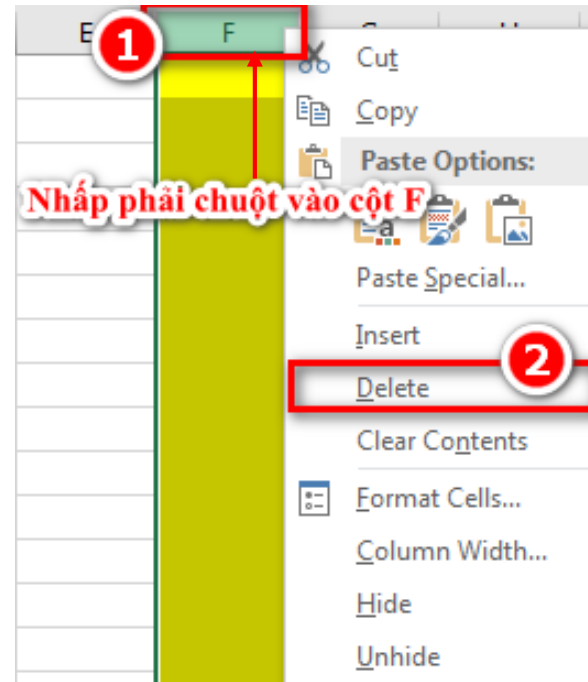 E
F
1
Cut
Copy
Paste Options:
Nhấp phải chuột vào cột F
Paste Special...
Insert
2
Delete
Clear Contents
Format Cells...
Column Width...
Hide
Unhide